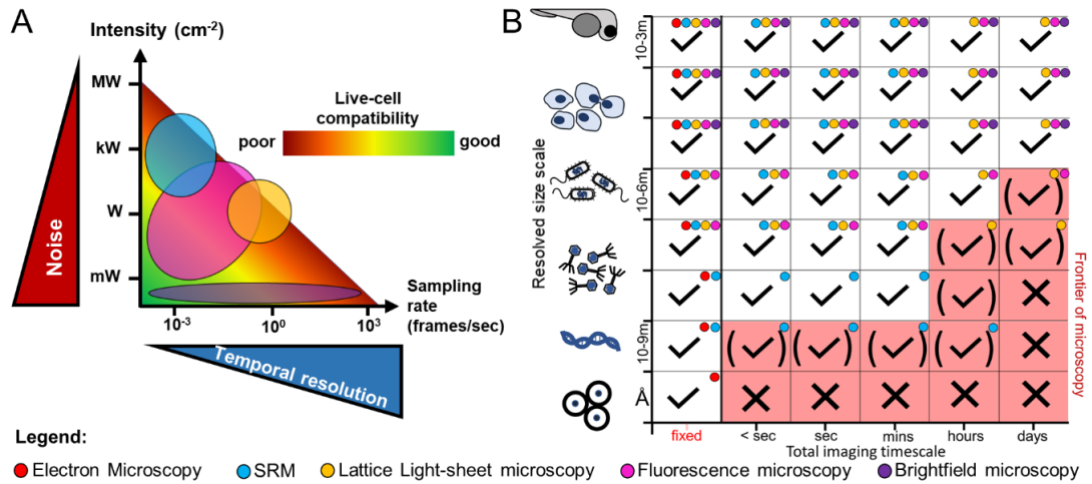 A
Intensity (cm-2)
MW
kW
W
mW
Noise
Live-cell
compatibility
poor
good
Sampling
rate
(frames/sec)
10-3
100
103
Temporal resolution
B
Resolved size scale
10-3m
10-6m
10-9m
Å
Frontier of microscopy
fixed
< sec
sec
mins
hours
days
Total imaging timescale
Legend:
Electron Microscopy
SRM
Lattice Light-sheet microscopy
Fluorescence microscopy
Brightfield microscopy